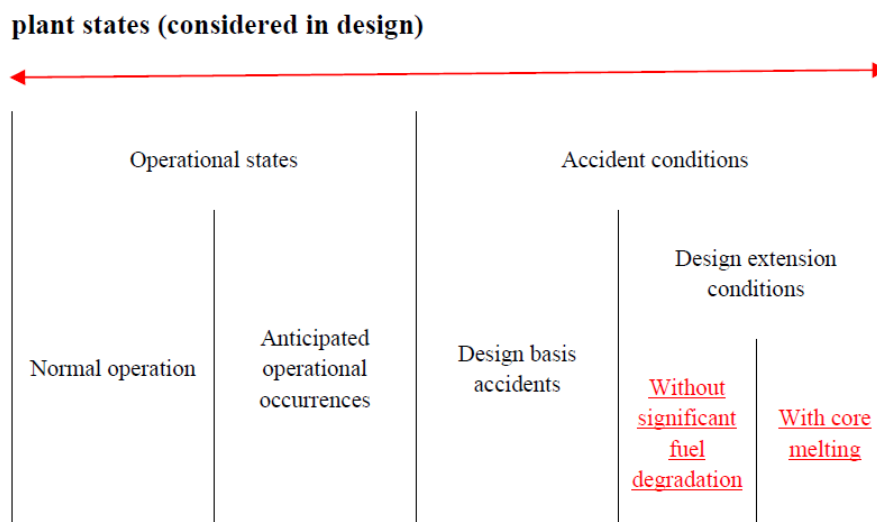 plant states (considered in design)
Operational states
Accident conditions
Design extension
conditions
Normal operation
Anticipated
operational
occurrences
Design basis
accidents
Without
significant
fuel
degradation
With core
melting